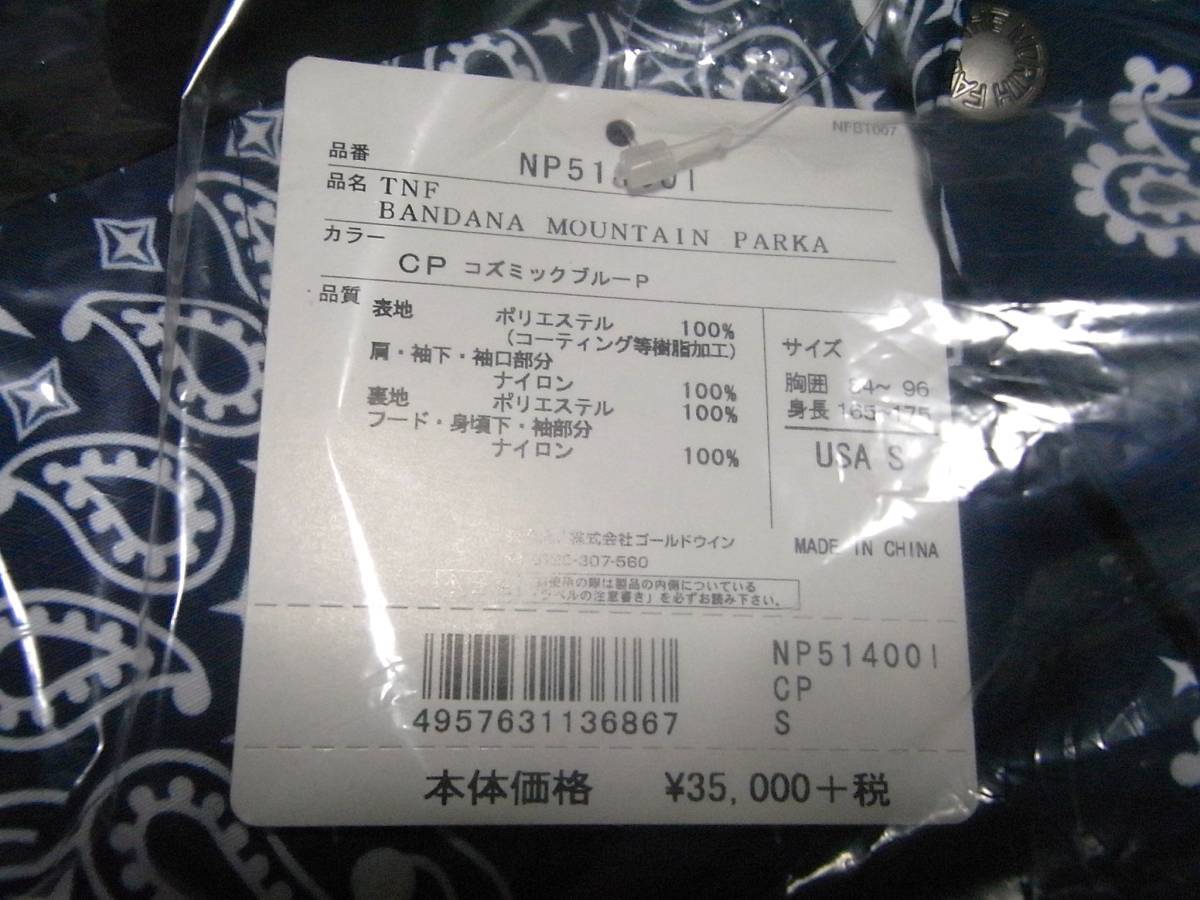 NFBT007
品番 NP514001
品名 TNF
BANDANA MOUNTAIN PARKA
カラー
CP コズミックブルーP
品質 表地 ポリエステル 100%
(コーティング等樹脂加工)
肩・袖下・袖口部分
ナイロン 100%
裏地 ポリエステル 100%
フード・身頃下・袖部分
ナイロン 100%
サイズ
胸囲 84~ 96
身長 165~175
USA S
株式会社ゴールドウイン
307-560
MADE IN CHINA
使用の際は製品の内側についている
ベルの注意書き」を必ずお読み下さい。
4957631136867
NP514001
CP
S
本体価格 ¥35,000+税